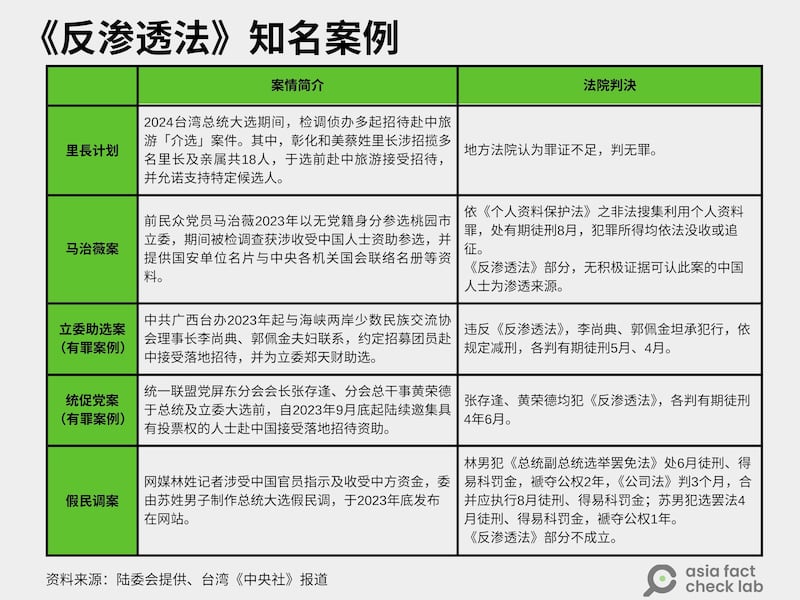 《反渗透法》知名案例
案情简介
法院判决
里長计划
2024台湾总统大选期间，检调侦办多起招待赴中旅
游「介选」案件。其中，彰化和美蔡姓里长涉招揽多
名里长及亲属共18人，于选前赴中旅游接受招待，
并允诺支持特定候选人。
地方法院认为罪证不足，判无罪。
马治薇案
前民众党员马治薇2023年以无党籍身分参选桃园市
立委，期间被检调查获涉收受中国人士资助参选，并
提供国安单位名片与中央各机关国会联络名册等资
料。
依《个人资料保护法》之非法搜集利用个人资料
罪，处有期徒刑8月，犯罪所得均依法没收或追
征。
《反渗透法》部分，无积极证据可认此案的中国
人士为渗透来源。
立委助选案
（有罪案例）
中共广西台办2023年起与海峡两岸少数民族交流协
会理事长李尚典、郭佩金夫妇联系，约定招募团员赴
中接受落地招待，并为立委郑天财助选。
违反《反渗透法》，李尚典、郭佩金坦承犯行，依
规定减刑，各判有期徒刑5月、4月。
统促党案
（有罪案例）
统一联盟党屏东分会会长张存逢、分会总干事黄荣德
于总统及立委大选前，自2023年9月底起陆续邀集具
有投票权的人士赴中国接受落地招待资助。
张存逢、黄荣德均犯《反渗透法》，各判有期徒刑
4年6月。
假民调案
网媒林姓记者涉受中国官员指示及收受中方资金，委
由苏姓男子制作总统大选假民调，于2023年底发布
在网站。
林男犯《总统副总统选举罢免法》处6月徒刑、得
易科罚金，褫夺公权2年，《公司法》判3个月，合
并应执行8月徒刑、得易科罚金；苏男犯选罢法4
月徒刑、得易科罚金，褫夺公权1年。
《反渗透法》部分不成立。
资料来源：陆委会提供、台湾《中央社》报道
asia fact
check lab